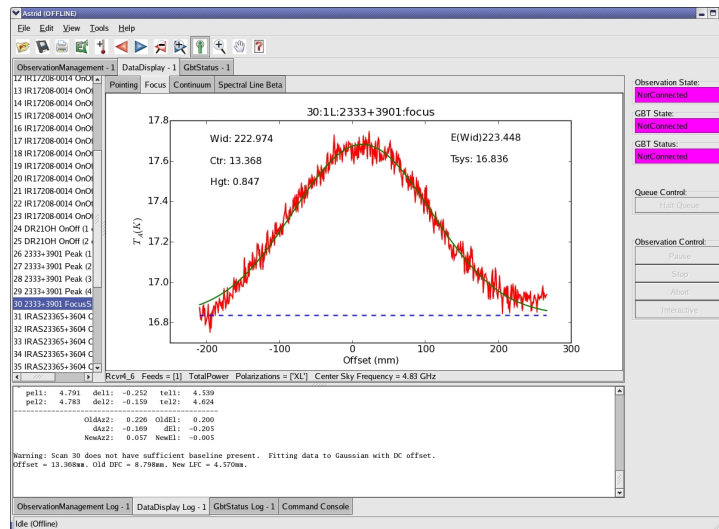 Astrid (OFFLINE)
File Edit View Tools Help
ObservationManagement - 1 DataDisplay - 1 GbtStatus - 1
12 IR17208-0014 OnOf
13 IR17208-0014 OnOf
14 IR17208-0014 OnOf
15 IR17208-0014 OnOf
16 IR17208-0014 OnOf
17 IR17208-0014 OnOf
18 IR17208-0014 OnOf
19 IR17208-0014 OnOf
20 IR17208-0014 OnOf
21 IR17208-0014 OnOf
22 IR17208-0014 OnOf
23 IR17208-0014 OnOf
24 DR21OH OnOff (1
25 DR21OH OnOff (2
26 2333+3901 Peak (1
27 2333+3901 Peak (2
28 2333+3901 Peak (3
29 2333+3901 Peak (4
30 2333+3901 FocusS
31 IRAS23365+3604 O
32 IRAS23365+3604 O
33 IRAS23365+3604 O
34 IRAS23365+3604 O
35 IRAS23365+3604 O
Pointing Focus Continuum Spectral Line Beta
30:1L:2333+3901:focus
Wid: 222.974
Ctr: 13.368
Hgt: 0.847
E(Wid)223.448
Tsys: 16.836
17.8
17.6
17.4
17.2
17.0
16.8
T_A(K)
-200 -100 0 100 200 300
Offset (mm)
Rcvr4_6 Feeds = [1] TotalPower Polarizations = ['XL'] Center Sky Frequency = 4.83 GHz
Observation State:
NotConnected
GBT State:
NotConnected
GBT Status:
NotConnected
Queue Control:
Halt Queue
Observation Control:
Pause
Stop
Abort
Interactive
pel1: 4.791 del1: -0.252 tel1: 4.539
pel2: 4.783 del2: -0.159 tel2: 4.624
OldAz2: 0.226 OldEl: 0.200
dAz2: -0.169 dEl: -0.205
NewAz2: 0.057 NewEl: -0.005
Warning: Scan 30 does not have sufficient baseline present. Fitting data to Gaussian with DC offset.
Offset = 13.368mm. Old DFC = 8.798mm. New LFC = 4.570mm.
ObservationManagement Log - 1 DataDisplay Log - 1 GbtStatus Log - 1 Command Console
Idle (Offline)